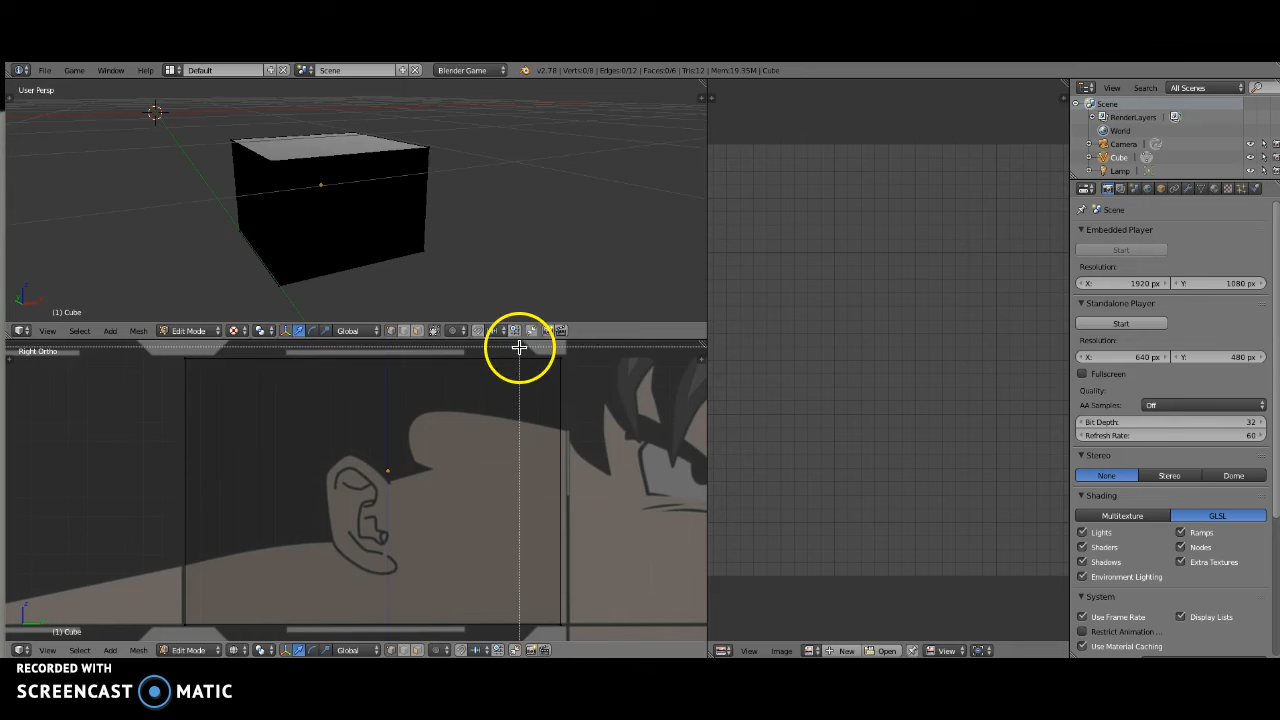 File Game Window Help Default Scene Blender Game v2.78 | Verts:0/8 | Edges:0/12 | Faces:0/6 | Tris:12 | Mem:19.35M | Cube
User Persp
(1) Cube
View Select Add Mesh Edit Mode Global
Right Ortho
(1) Cube
View Select Add Mesh Edit Mode Global
View Image New Open View
View Search All Scenes
Scene
RenderLayers
World
Camera
Cube
Lamp
Scene
Embedded Player
Start
Resolution:
X: 1920 px Y: 1080 px
Standalone Player
Start
Resolution:
X: 640 px Y: 480 px
Fullscreen
Quality:
AA Samples: Off
Bit Depth: 32
Refresh Rate: 60
Stereo
None Stereo Dome
Shading
Multitexture GLSL
Lights Ramps
Shaders Nodes
Shadows Extra Textures
Environment Lighting
System
Use Frame Rate Display Lists
Restrict Animation ...
Use Material Caching
RECORDED WITH
SCREENCAST MATIC